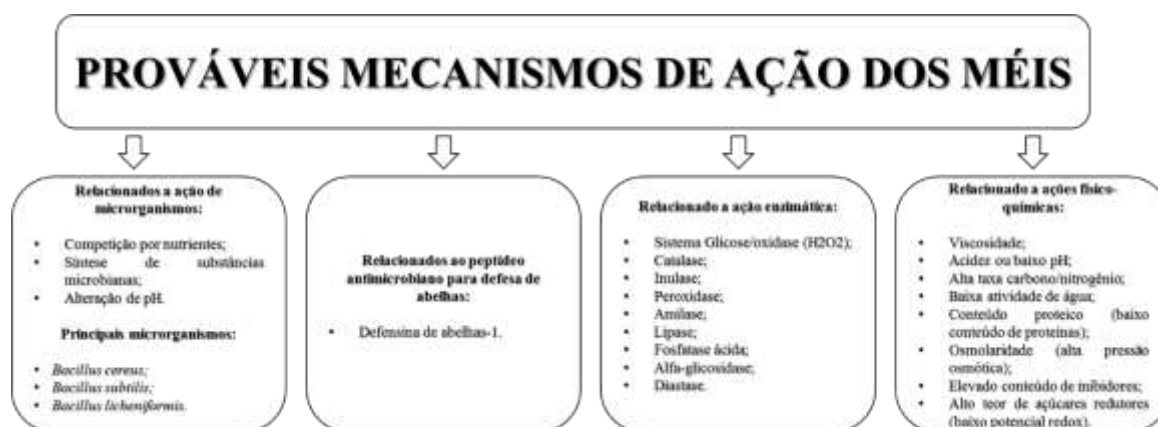 PROVÁVEIS MECANISMOS DE AÇÃO DOS MÉIS
Relacionados a ação de
microrganismos:
• Competição por nutrientes;
• Síntese de substâncias
microbianas;
• Alteração de pH.
Principais microrganismos:
• Bacillus cereus;
• Bacillus subtilis;
• Bacillus licheniformis.
Relacionados ao peptídeo
antimicrobiano para defesa de
abelhas:
• Defensina de abelhas-1.
Relacionado a ação enzimática:
• Sistema Glicose/oxidase (H2O2);
• Catalase;
• Inulase;
• Peroxidase;
• Amilase;
• Lipase;
• Fosfatase ácida;
• Alfa-glicosidase;
• Diastase.
Relacionado a ações físico-
químicas:
• Viscosidade;
• Acidez ou baixo pH;
• Alta taxa carbono/nitrogênio;
• Baixa atividade de água;
• Conteúdo proteico (baixo
conteúdo de proteínas);
• Osmolaridade (alta pressão
osmótica);
• Elevado conteúdo de inibidores;
• Alto teor de açúcares redutores
(baixo potencial redox).